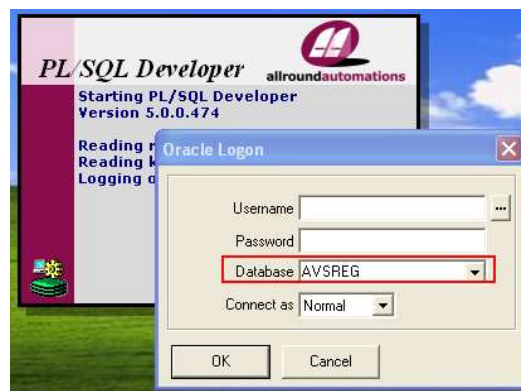 PL/SQL Developer
allroundautomations
Starting PL/SQL Developer
Version 5.0.0.474
Reading
Reading
Logging
Oracle Logon
Username
...
Password
Database AVSREG
Connect as Normal
OK Cancel